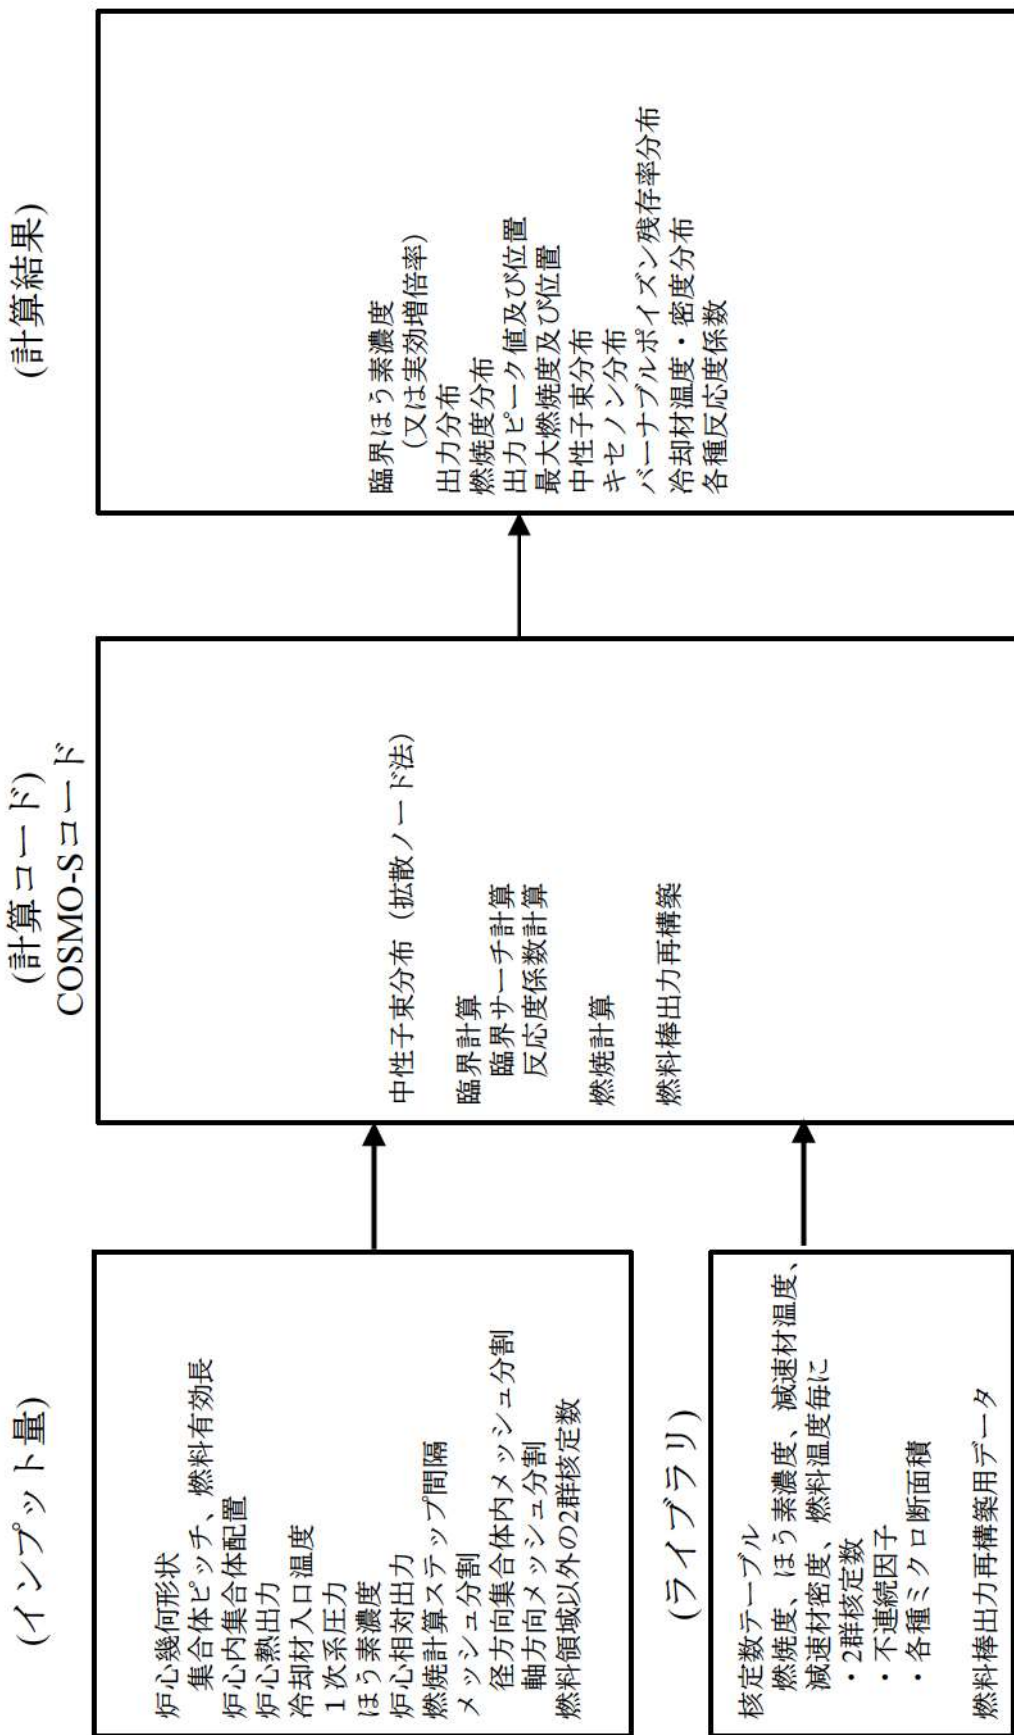 (インプット量)
炉心幾何形状
集合体ピッチ、燃料有効長
炉心内集合体配置
炉心熱出力
冷却材入口温度
1次系圧力
ほう素濃度
炉心相対出力
燃焼計算ステップ間隔
メッシュ分割
径方向集合体内メッシュ分割
軸方向メッシュ分割
燃料領域以外の2群核定数
(ライブラリ)
核定数テーブル
燃焼度、ほう素濃度、減速材温度、
減速材密度、燃料温度毎に
・2群核定数
・不連続因子
・各種ミクロ断面積
燃料棒出力再構築用データ
(計算コード)
COSMO-Sコード
中性子束分布（拡散ノード法）
臨界計算
臨界サーチ計算
反応度係数計算
燃焼計算
燃料棒出力再構築
(計算結果)
臨界ほう素濃度
(又は実効増倍率)
出力分布
燃焼度分布
出力ピーク値及び位置
最大燃焼度及び位置
中性子束分布
キセノン分布
バーナブルポイズン残存率分布
冷却材温度・密度分布
各種反応度係数